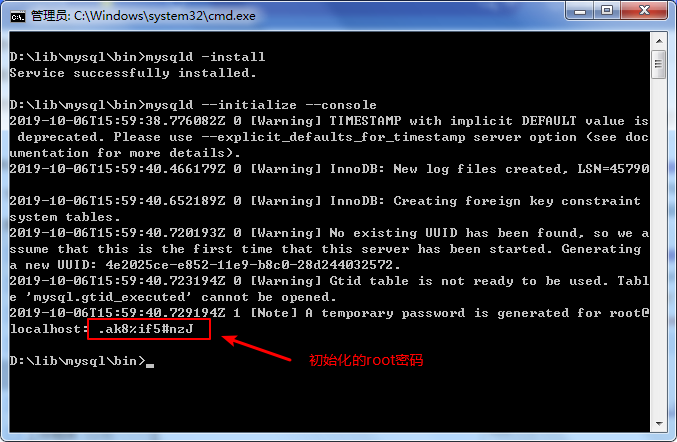 管理员: C:\Windows\system32\cmd.exe
D:\lib\mysql\bin>mysqld -install
Service successfully installed.
D:\lib\mysql\bin>mysqld --initialize --console
2019-10-06T15:59:38.776082Z 0 [Warning] TIMESTAMP with implicit DEFAULT value is
 deprecated. Please use --explicit_defaults_for_timestamp server option (see doc
umentation for more details).
2019-10-06T15:59:40.466179Z 0 [Warning] InnoDB: New log files created, LSN=45790
2019-10-06T15:59:40.652189Z 0 [Warning] InnoDB: Creating foreign key constraint
system tables.
2019-10-06T15:59:40.720193Z 0 [Warning] No existing UUID has been found, so we a
ssume that this is the first time that this server has been started. Generating
a new UUID: 4e2025ce-e852-11e9-b8c0-28d244032572.
2019-10-06T15:59:40.723194Z 0 [Warning] Gtid table is not ready to be used. Tabl
e 'mysql.gtid_executed' cannot be opened.
2019-10-06T15:59:40.729194Z 1 [Note] A temporary password is generated for root@
localhost: .ak8%if5#nzJ
初始化的root密码
D:\lib\mysql\bin>